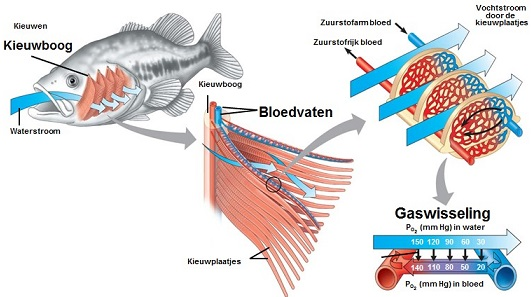 Kieuwen
Kieuwboog
Waterstroom
Kieuwboog
Bloedvaten
Kieuwplaatjes
Zuurstofarm bloed
Zuurstofrijk bloed
Vochtstroom
door de
kieuwplaatjes
Gaswisseling
PO₂ (mm Hg) in water
150 120 90 60 30
140 110 80 50 20
PO₂ (mm Hg) in bloed